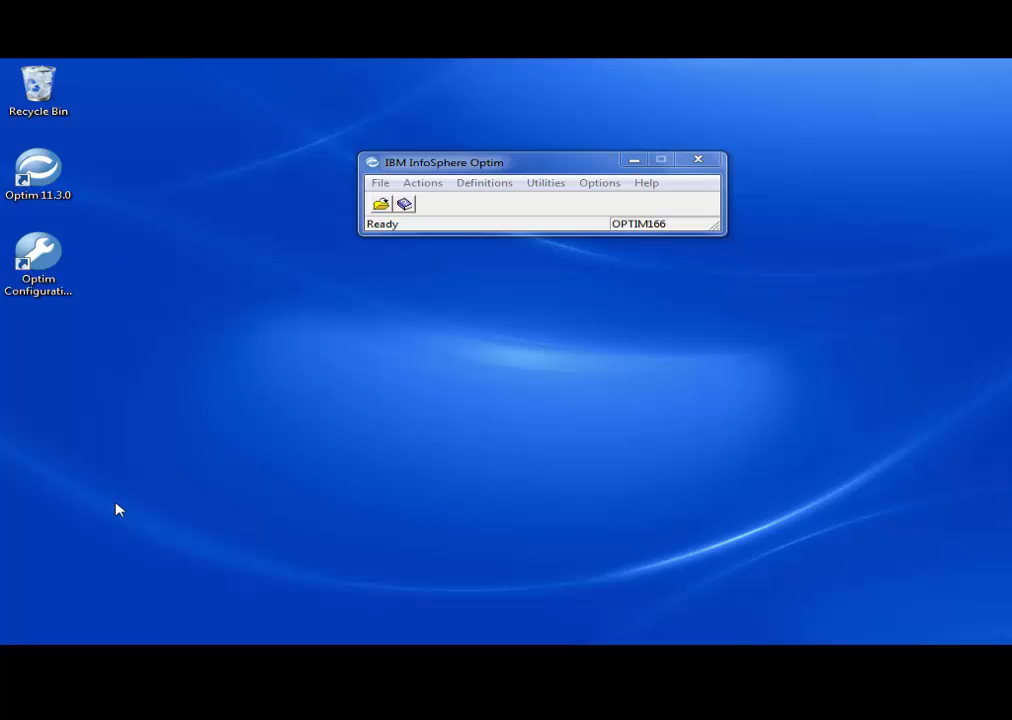 Recycle Bin
Optim 11.3.0
Optim
Configurati...
IBM InfoSphere Optim
File Actions Definitions Utilities Options Help
Ready OPTIM166